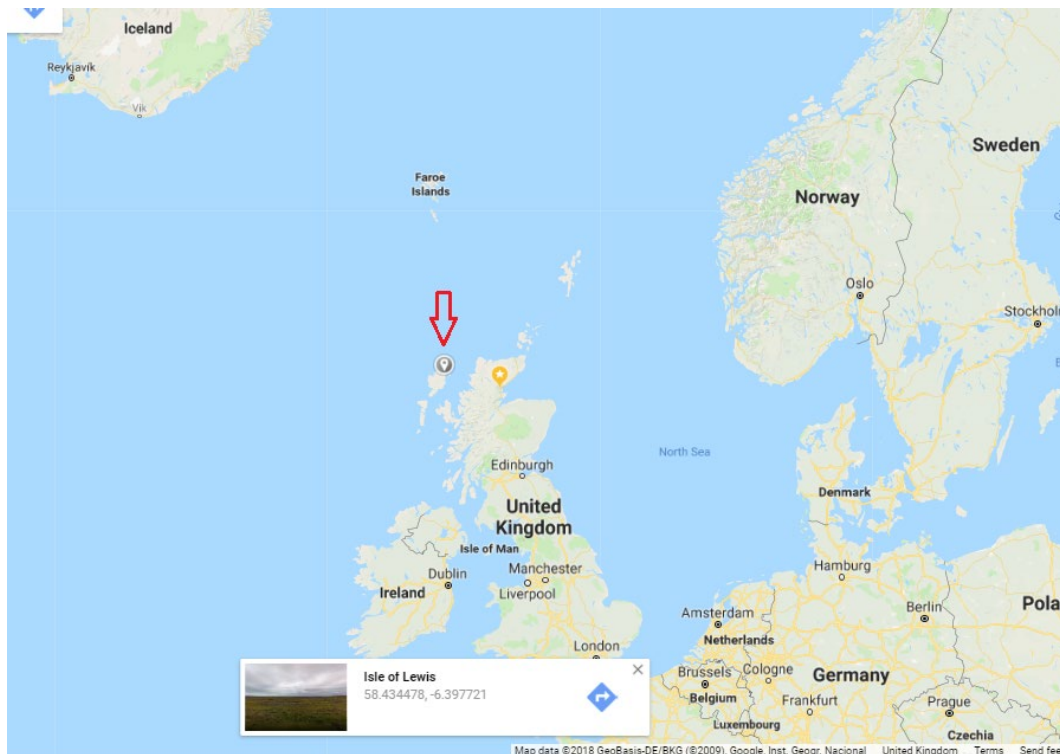 Iceland
Reykjavík
Vík
Faroe
Islands
Sweden
Norway
Oslo
Stockholm
North Sea
Edinburgh
United
Kingdom
Denmark
Isle of Man
Manchester
Liverpool
Dublin
Ireland
Hamburg
Berlin
Pola
Amsterdam
Netherlands
London
Brussels
Cologne
Belgium
Germany
Frankfurt
Prague
Luxembourg
Czechia
Isle of Lewis
58.434478, -6.397721
Map data ©2018 GeoBasis-DE/BKG (©2009), Google, Inst. Geogr. Nacional United Kingdom Terms Send fee